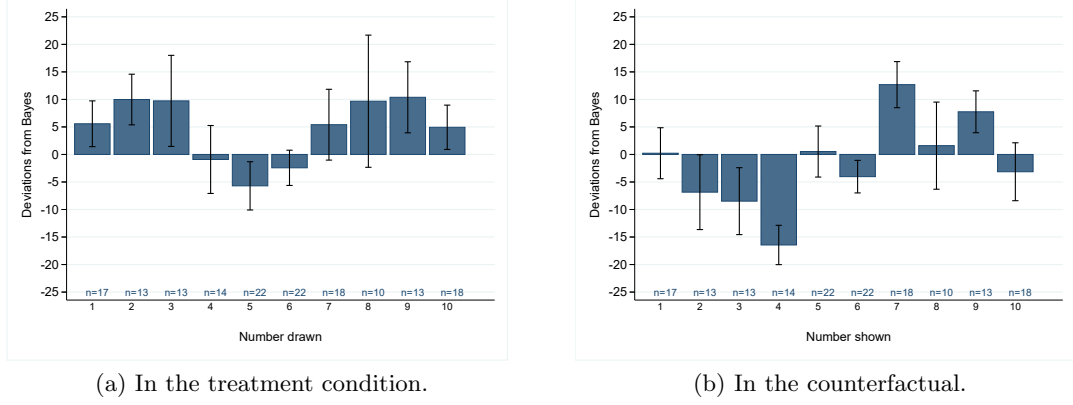 25
20
15
10
5
0
-5
-10
-15
-20
-25
Deviations from Bayes
n=17 n=13 n=13 n=14 n=22 n=22 n=18 n=10 n=13 n=18
1 2 3 4 5 6 7 8 9 10
Number drawn
(a) In the treatment condition.
25
20
15
10
5
0
-5
-10
-15
-20
-25
Deviations from Bayes
n=17 n=13 n=13 n=14 n=22 n=22 n=18 n=10 n=13 n=18
1 2 3 4 5 6 7 8 9 10
Number shown
(b) In the counterfactual.